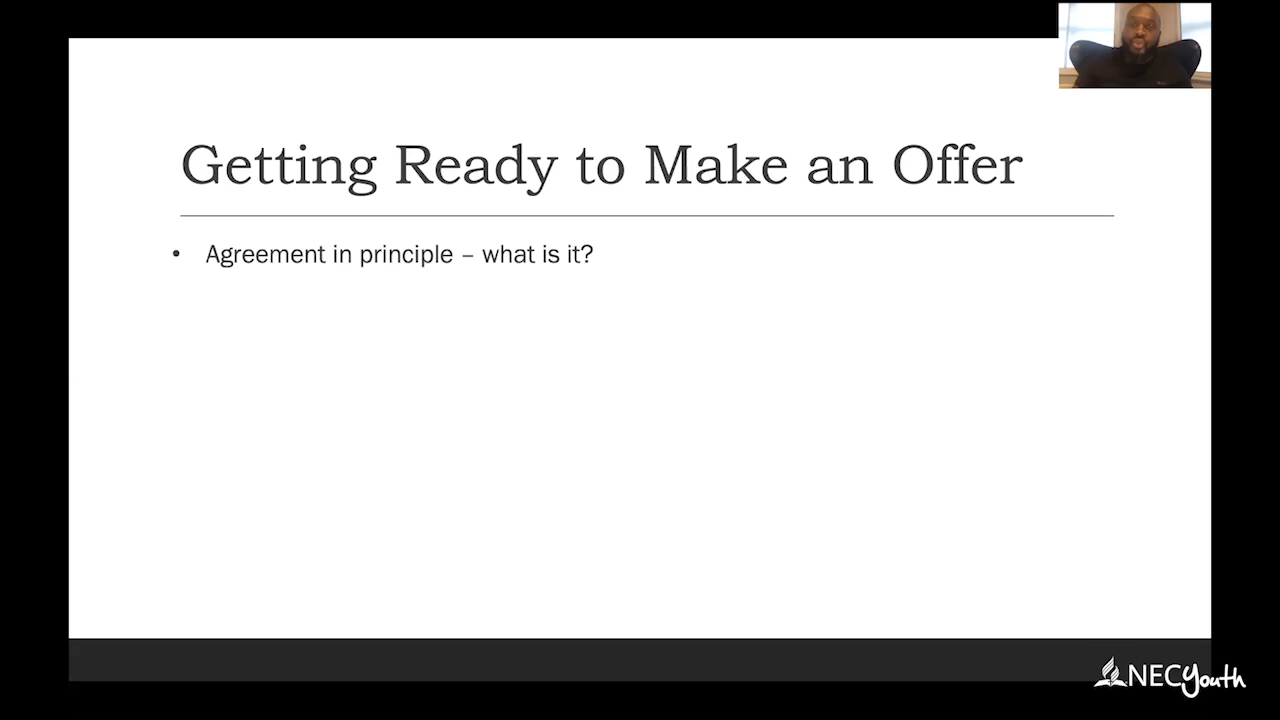 Getting Ready to Make an Offer
• Agreement in principle – what is it?
NECYouth